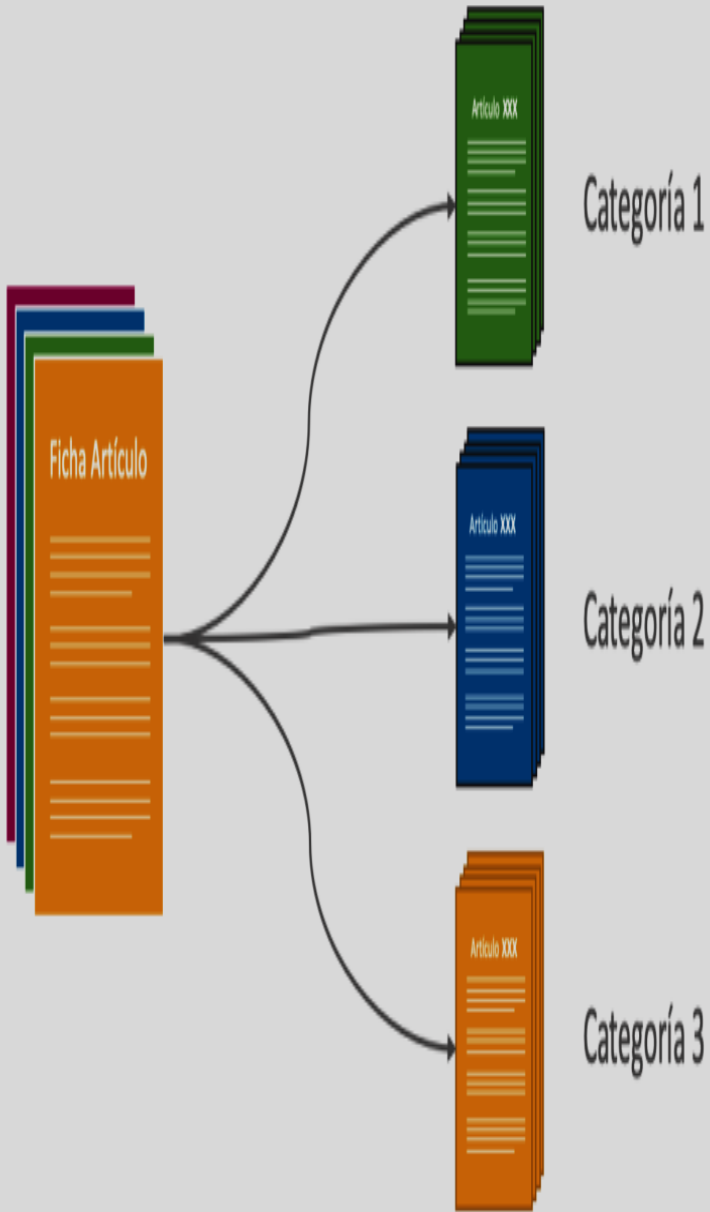 Ficha Artículo
Artículo XXX
Categoría 1
Artículo XXX
Categoría 2
Artículo XXX
Categoría 3